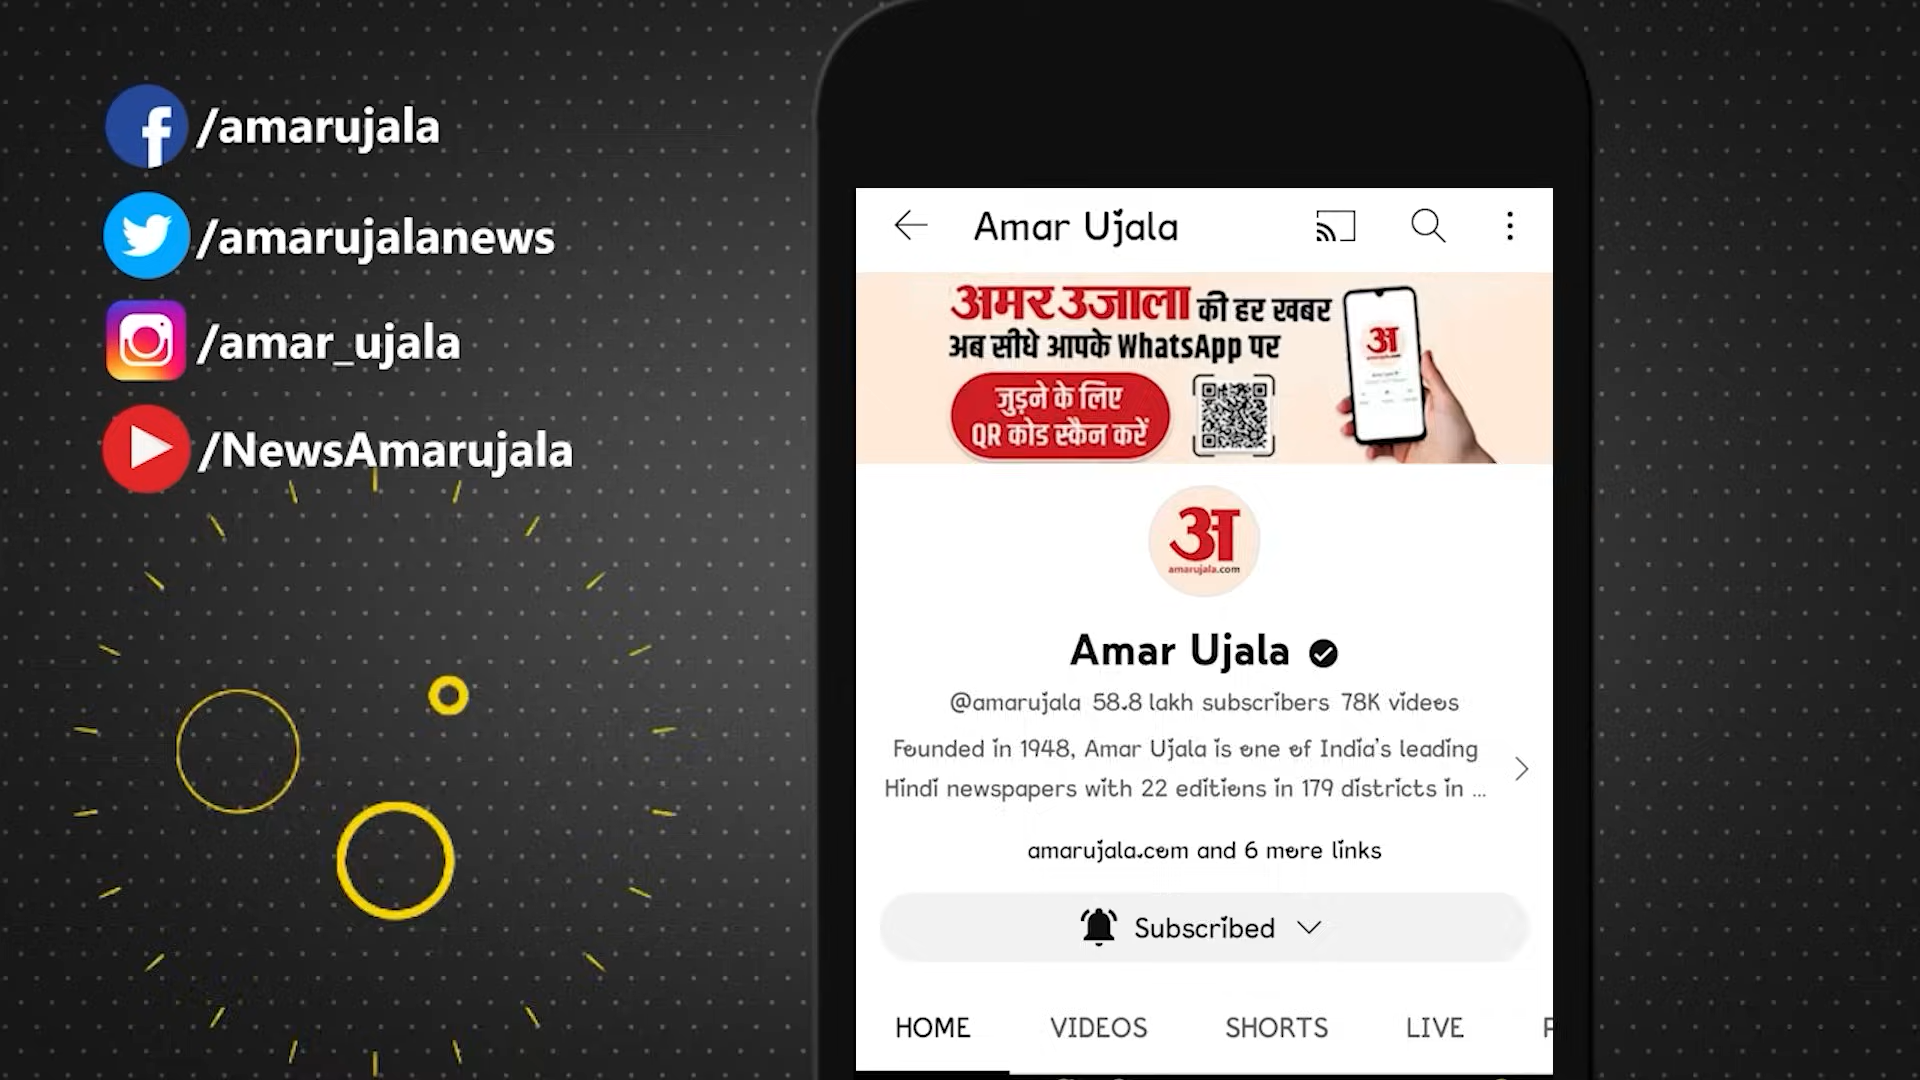 /amarujala
/amarujalanews
/amar_ujala
/NewsAmarujala
Amar Ujala
अमर उजाला की हर खबर
अब सीधे आपके WhatsApp पर
जुड़ने के लिए
QR कोड स्कैन करें
अ
अ
amarujala.com
Amar Ujala
@amarujala 58.8 lakh subscribers 78K videos
Founded in 1948, Amar Ujala is one of India's leading
Hindi newspapers with 22 editions in 179 districts in ...
amarujala.com and 6 more links
Subscribed
HOME VIDEOS SHORTS LIVE